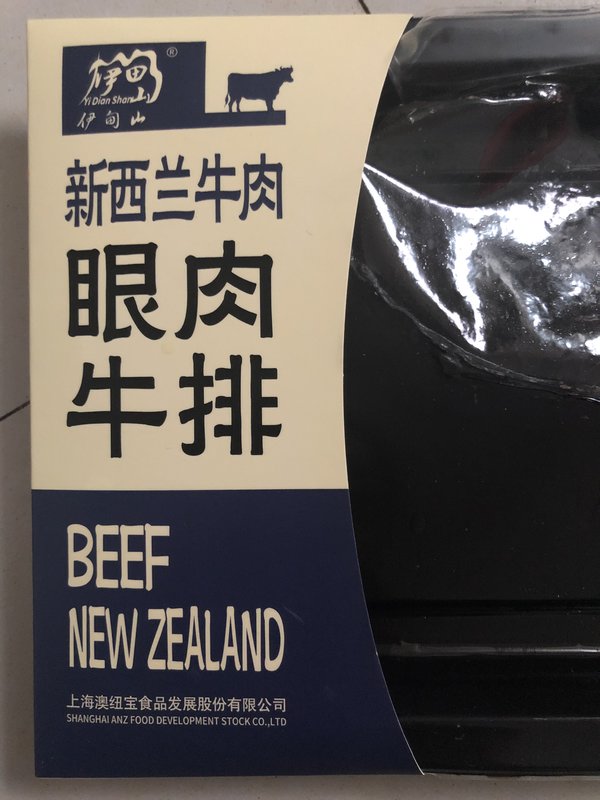 伊甸山
®
Yi Dian Shan
伊甸山
新西兰牛肉
眼肉
牛排
BEEF
NEW ZEALAND
上海澳纽宝食品发展股份有限公司
SHANGHAI ANZ FOOD DEVELOPMENT STOCK CO.,LTD